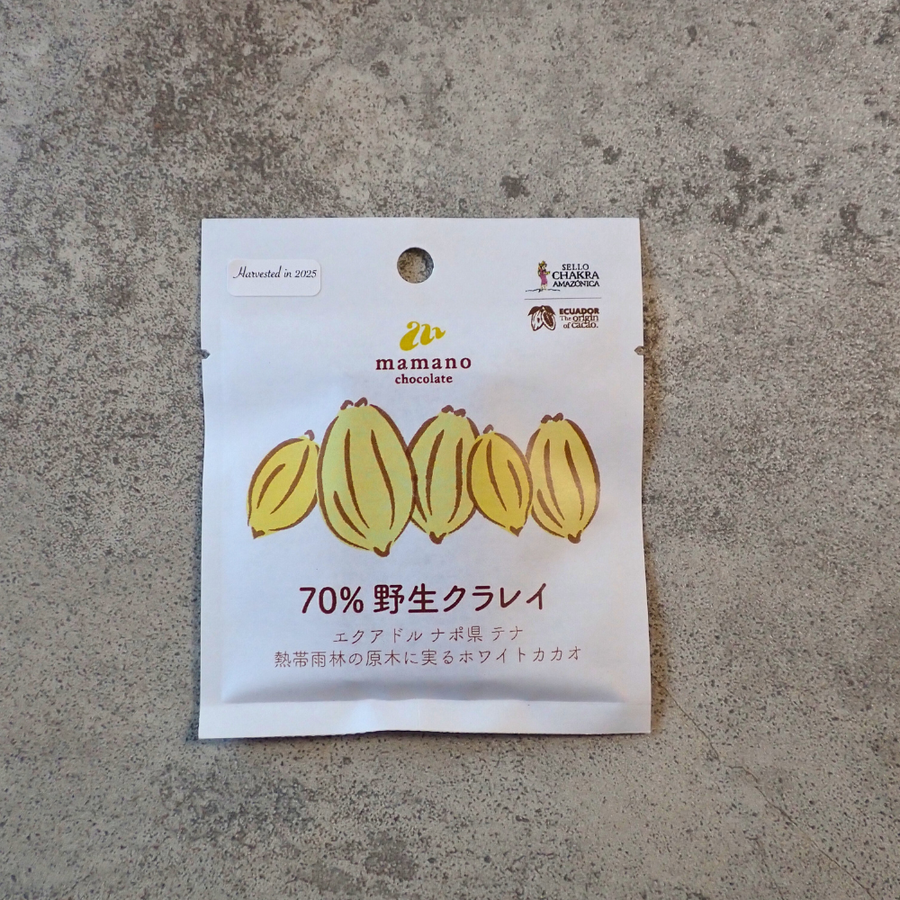 Harvested in 2025
SELLO
CHAKRA
AMAZÓNICA
ECUADOR
The origin
of cacao.
mamano
chocolate
70% 野生クラレイ
エクアドル ナポ県 テナ
熱帯雨林の原木に実るホワイトカカオ